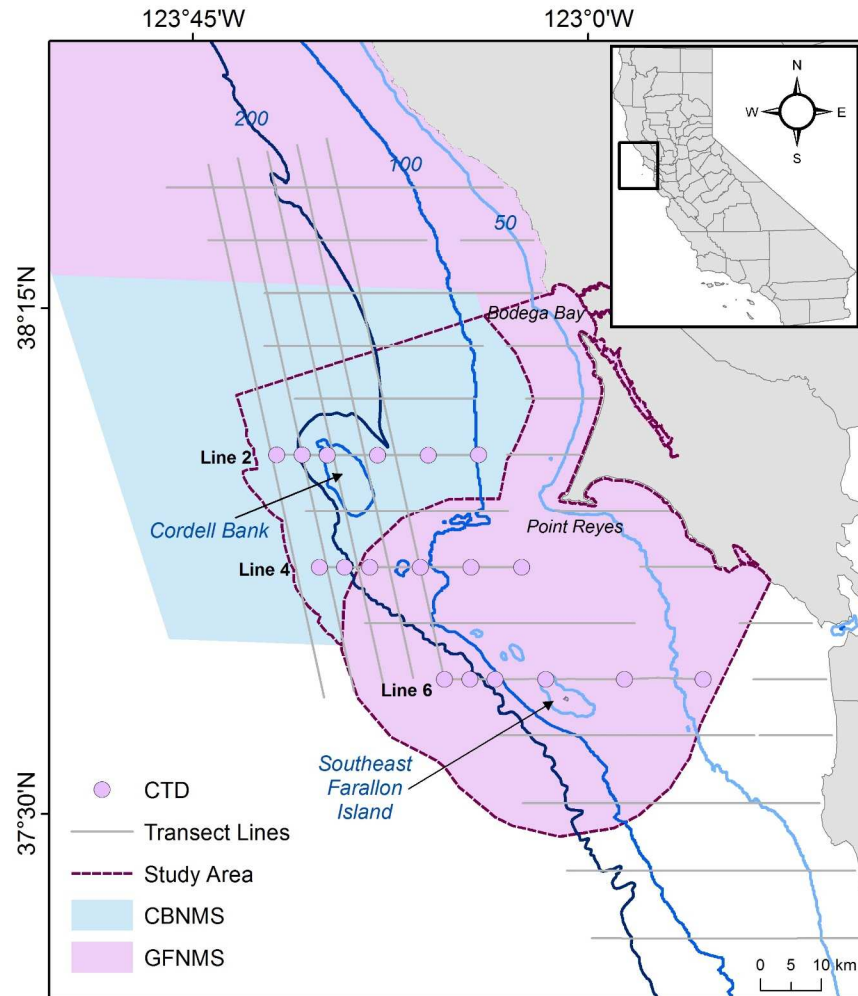 123°45'W
123°0'W
N
W
E
S
200
100
50
38°15'N
Bodega Bay
Line 2
Cordell Bank
Point Reyes
Line 4
Line 6
Southeast
Farallon
Island
37°30'N
CTD
Transect Lines
Study Area
CBNMS
GFNMS
0 5 10 km